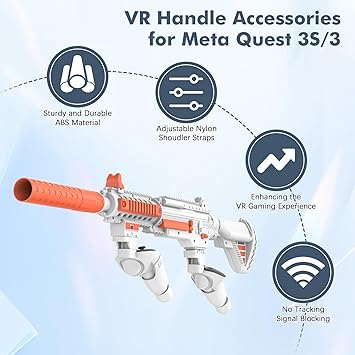 VR Handle Accessories
for Meta Quest 3S/3
Sturdy and Durable
ABS Material
Adjustable Nylon
Shoudler Straps
Enhancing the
VR Gaming Experience
No Tracking
Signal Blocking